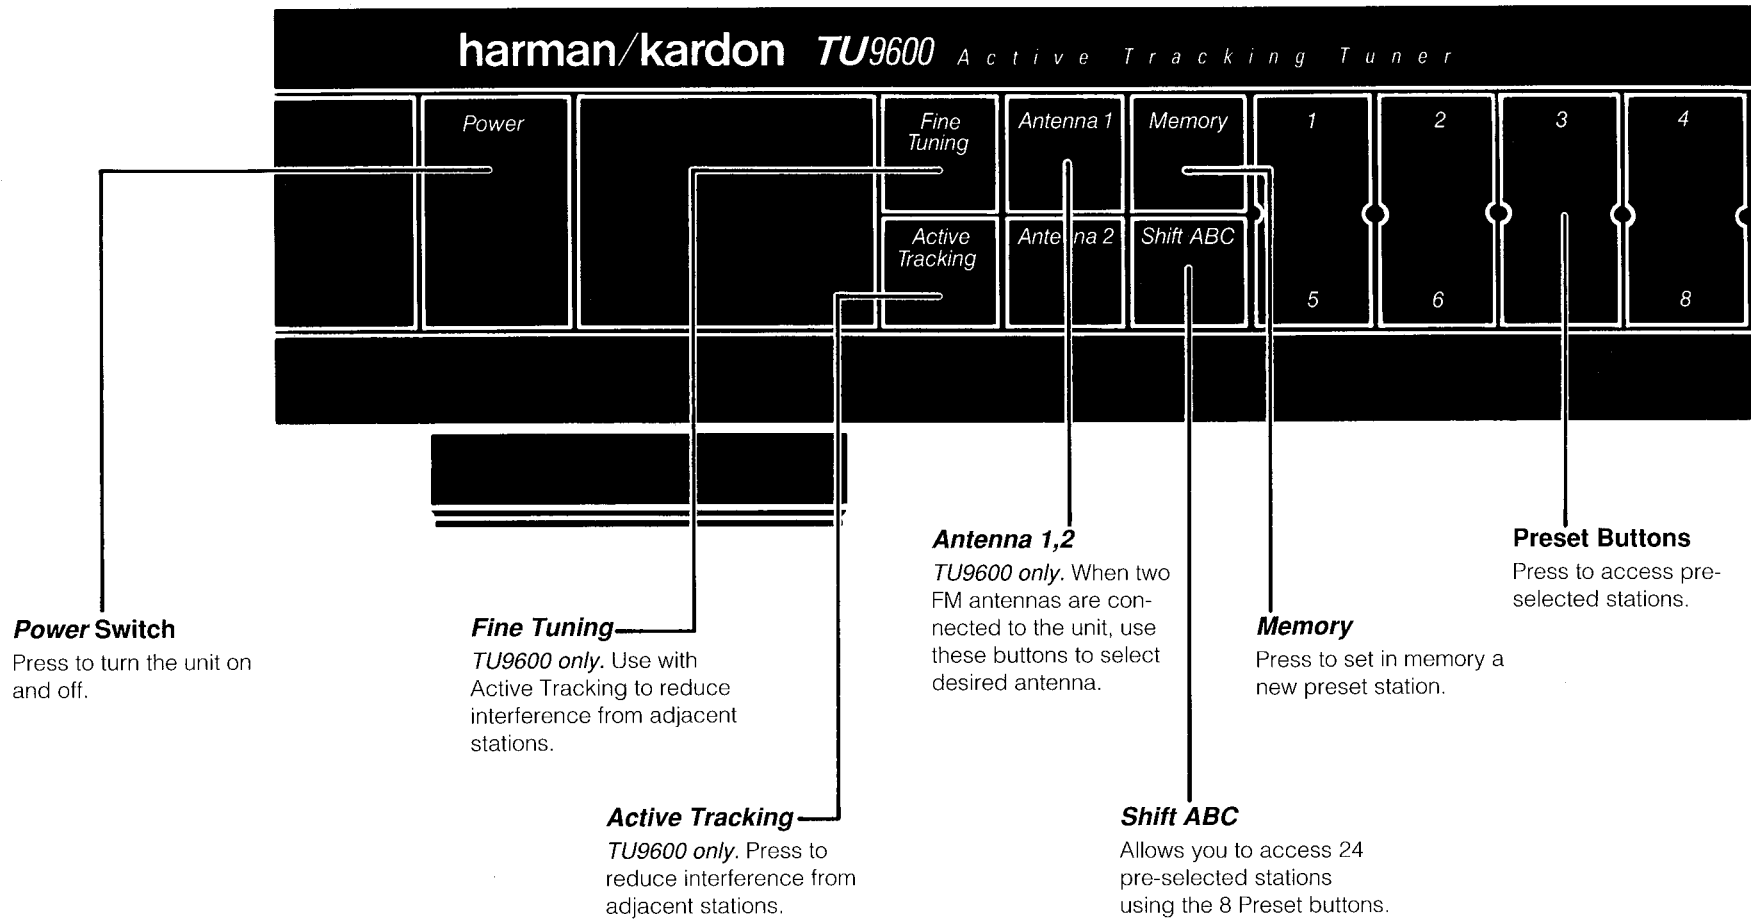 harman/kardon TU9600 Active Tracking Tuner
Power
Fine
Tuning
Antenna 1
Memory
1
2
3
4
Active
Tracking
Antenna 2
Shift ABC
5
6
8
Power Switch
Press to turn the unit on
and off.
Fine Tuning
TU9600 only. Use with
Active Tracking to reduce
interference from adjacent
stations.
Active Tracking
TU9600 only. Press to
reduce interference from
adjacent stations.
Antenna 1,2
TU9600 only. When two
FM antennas are con-
nected to the unit, use
these buttons to select
desired antenna.
Shift ABC
Allows you to access 24
pre-selected stations
using the 8 Preset buttons.
Memory
Press to set in memory a
new preset station.
Preset Buttons
Press to access pre-
selected stations.